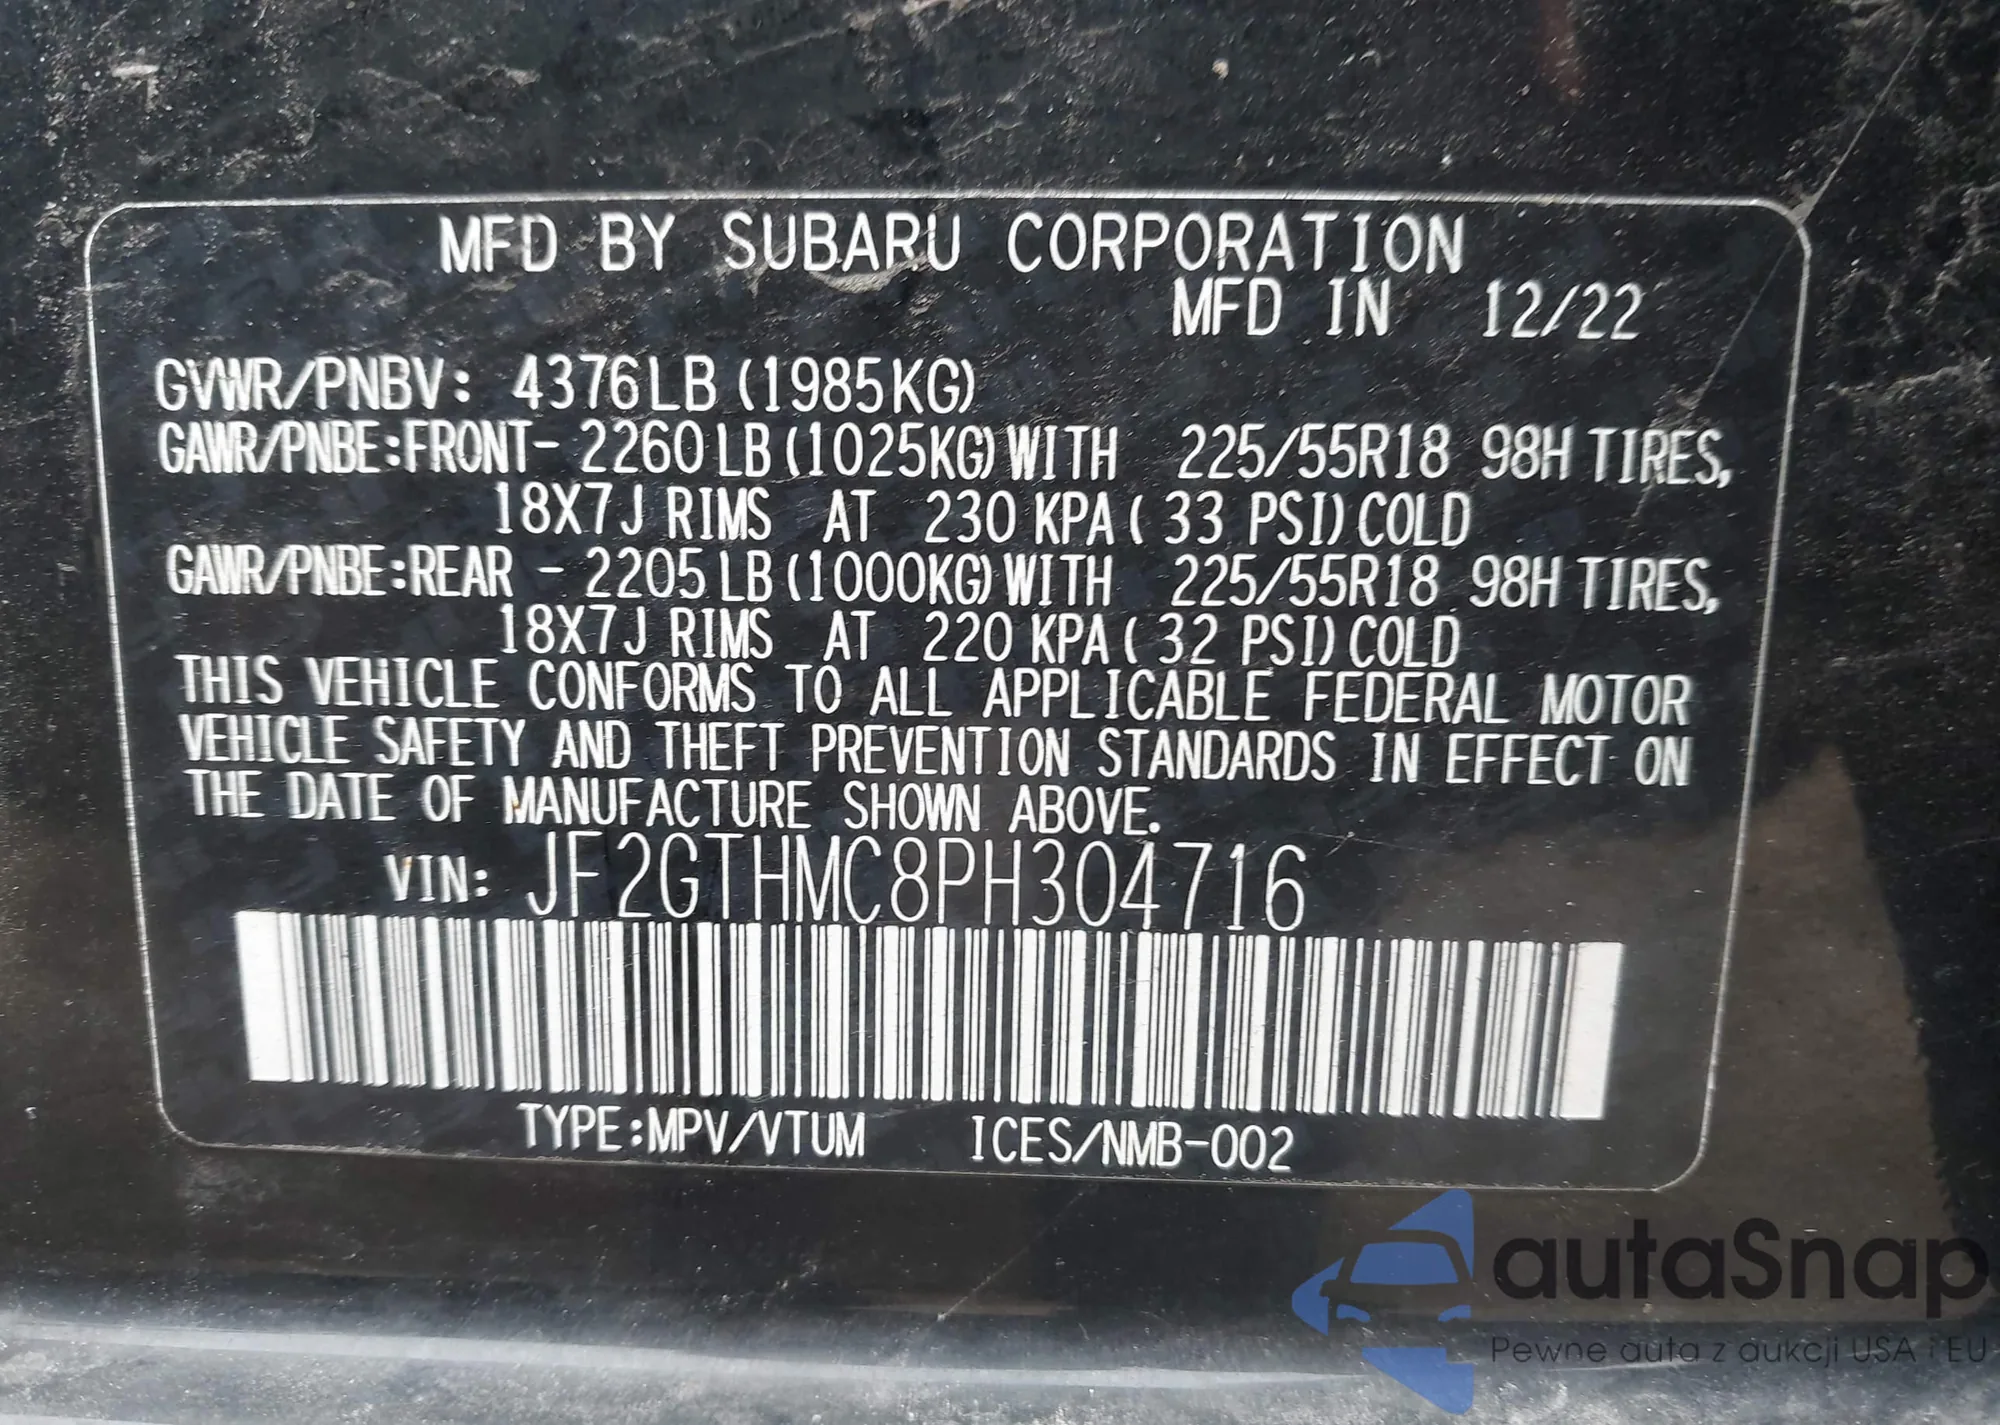 MFD BY SUBARU CORPORATION
MFD IN 12/22
GVWR/PNBV: 4376LB (1985KG)
GAWR/PNBE:FRONT- 2260LB (1025KG) WITH 225/55R18 98H TIRES,
18X7J RIMS AT 230 KPA ( 33 PSI) COLD
GAWR/PNBE:REAR - 2205LB (1000KG) WITH 225/55R18 98H TIRES,
18X7J RIMS AT 220 KPA ( 32 PSI) COLD
THIS VEHICLE CONFORMS TO ALL APPLICABLE FEDERAL MOTOR
VEHICLE SAFETY AND THEFT PREVENTION STANDARDS IN EFFECT ON
THE DATE OF MANUFACTURE SHOWN ABOVE.
VIN: JF2GTHMC8PH304716
TYPE:MPV/VTUM ICES/NMB-002
autaSnap
Pewne auta z aukcji USA i EU